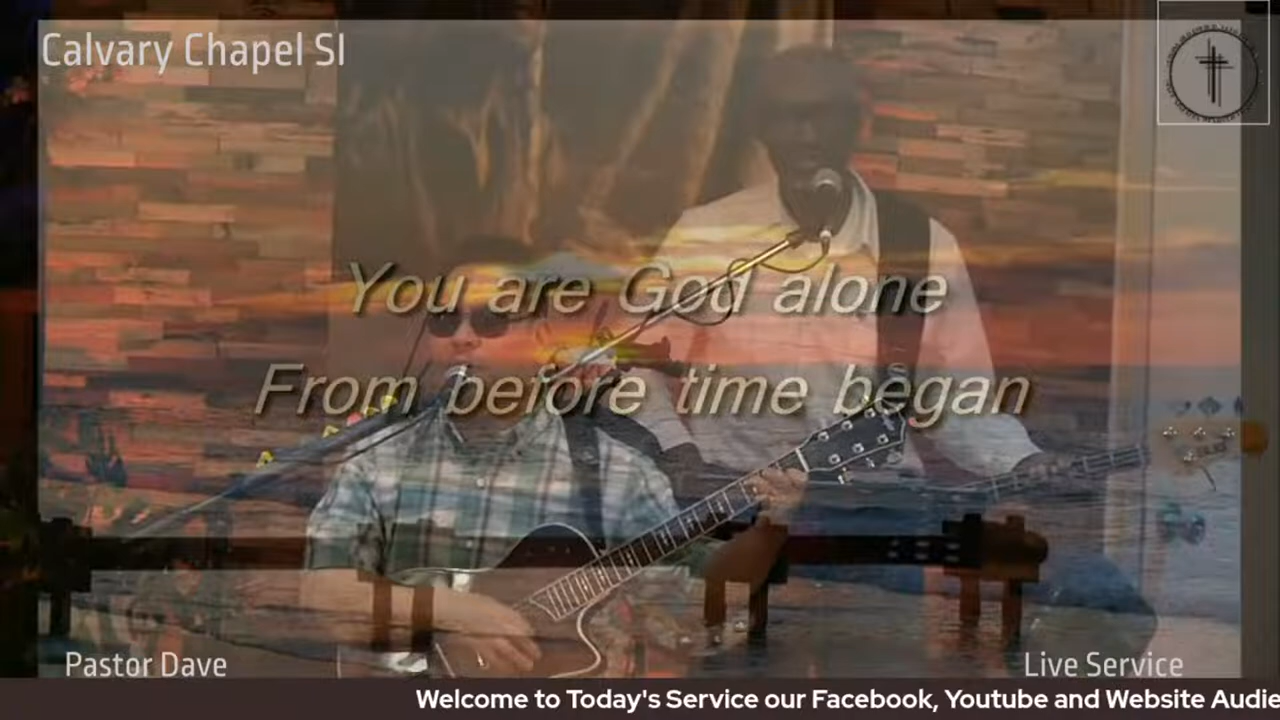 Calvary Chapel SI
You are God alone
From before time began
Pastor Dave
Live Service
Welcome to Today's Service our Facebook, Youtube and Website Audie